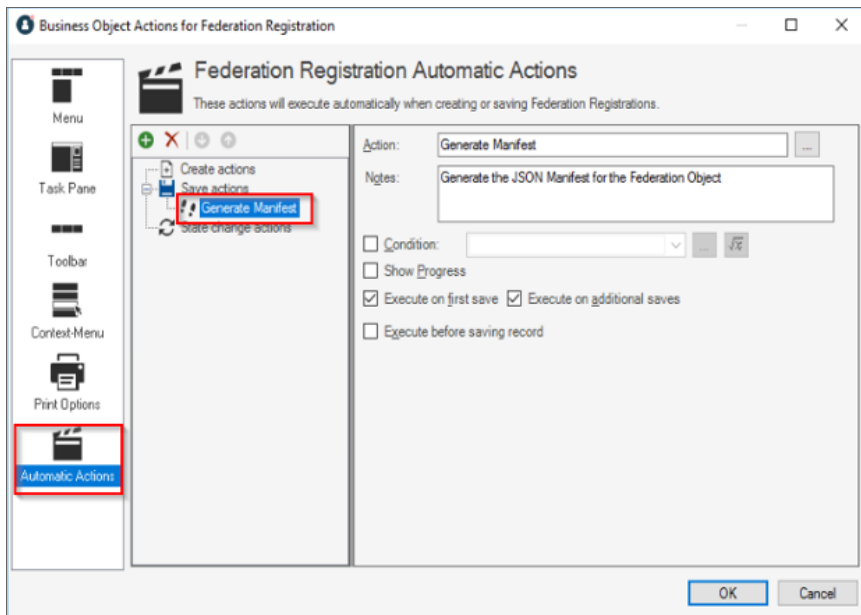 Business Object Actions for Federation Registration
Menu
Task Pane
Toolbar
Context-Menu
Print Options
Automatic Actions
Federation Registration Automatic Actions
These actions will execute automatically when creating or saving Federation Registrations.
Create actions
Save actions
Generate Manifest
State change actions
Action: Generate Manifest ...
Notes: Generate the JSON Manifest for the Federation Object
Condition: ... √x
Show Progress
Execute on first save Execute on additional saves
Execute before saving record
OK Cancel